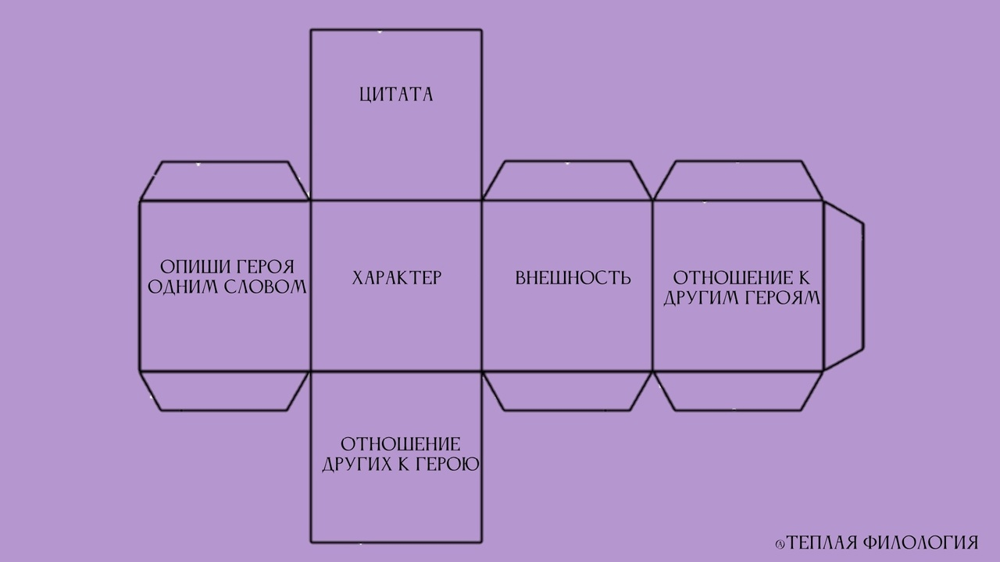 ЦИТАТА
ОПИШИ ГЕРОЯ
ОДНИМ СЛОВОМ
ХАРАКТЕР
ВНЕШНОСТЬ
ОТНОШЕНИЕ К
ДРУГИМ ГЕРОЯМ
ОТНОШЕНИЕ
ДРУГИХ К ГЕРОЮ
@ТЕПЛАЯ ФИЛОЛОГИЯ